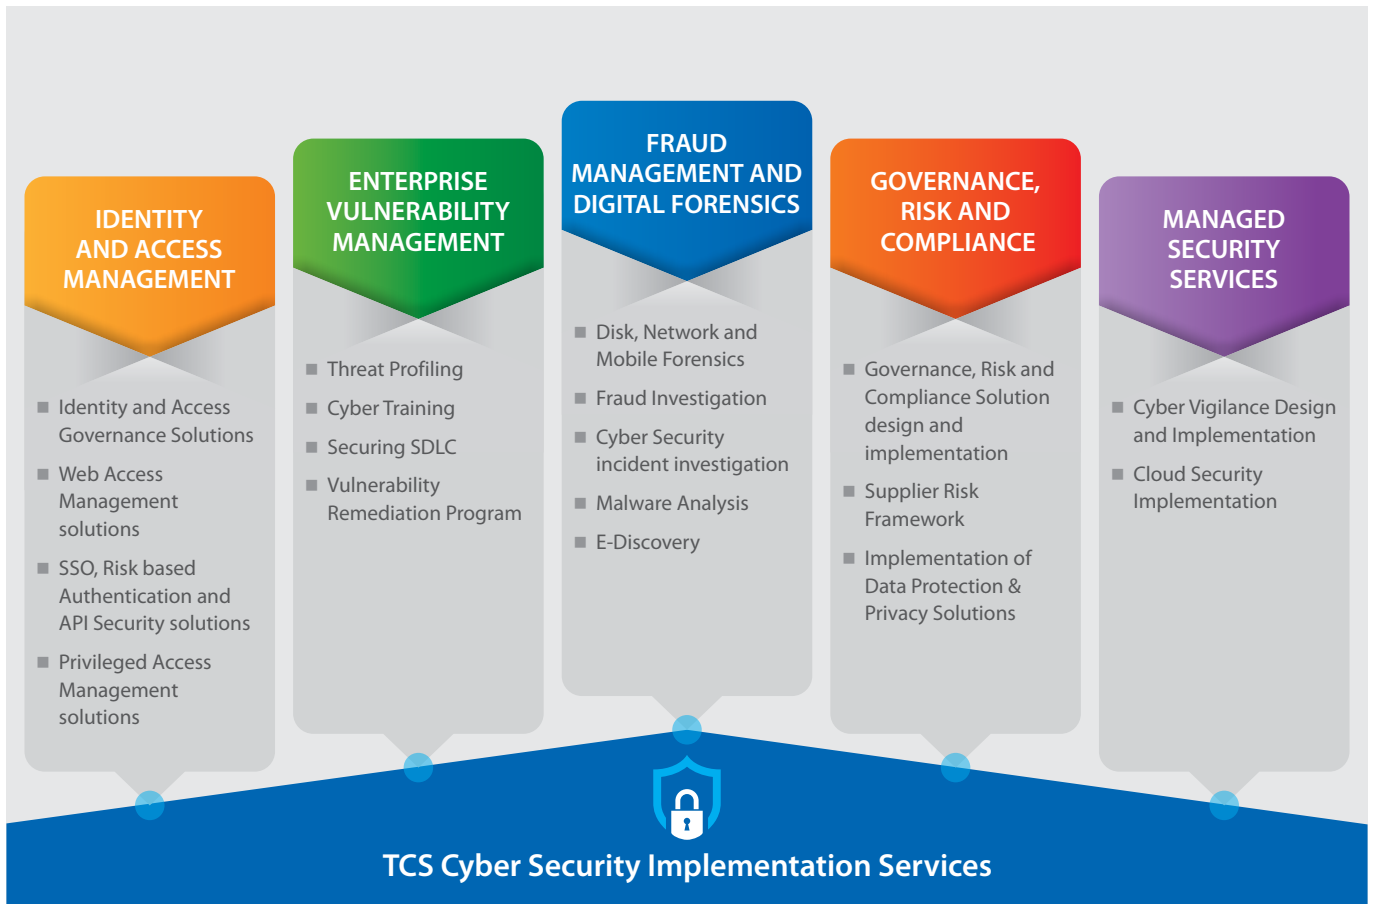 IDENTITY
AND ACCESS
MANAGEMENT
Identity and Access
Governance Solutions
Web Access
Management
solutions
SSO, Risk based
Authentication and
API Security solutions
Privileged Access
Management
solutions
ENTERPRISE
VULNERABILITY
MANAGEMENT
Threat Profiling
Cyber Training
Securing SDLC
Vulnerability
Remediation Program
FRAUD
MANAGEMENT AND
DIGITAL FORENSICS
Disk, Network and
Mobile Forensics
Fraud Investigation
Cyber Security
incident investigation
Malware Analysis
E-Discovery
GOVERNANCE,
RISK AND
COMPLIANCE
Governance, Risk and
Compliance Solution
design and
implementation
Supplier Risk
Framework
Implementation of
Data Protection &
Privacy Solutions
MANAGED
SECURITY
SERVICES
Cyber Vigilance Design
and Implementation
Cloud Security
Implementation
TCS Cyber Security Implementation Services